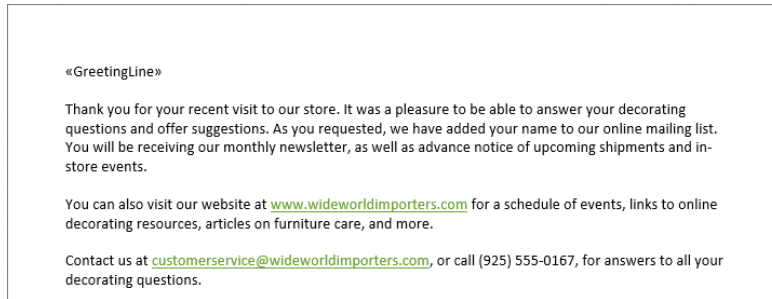 «GreetingLine»
Thank you for your recent visit to our store. It was a pleasure to be able to answer your decorating
questions and offer suggestions. As you requested, we have added your name to our online mailing list.
You will be receiving our monthly newsletter, as well as advance notice of upcoming shipments and in-
store events.
You can also visit our website at www.wideworldimporters.com for a schedule of events, links to online
decorating resources, articles on furniture care, and more.
Contact us at customerservice@wideworldimporters.com, or call (925) 555-0167, for answers to all your
decorating questions.